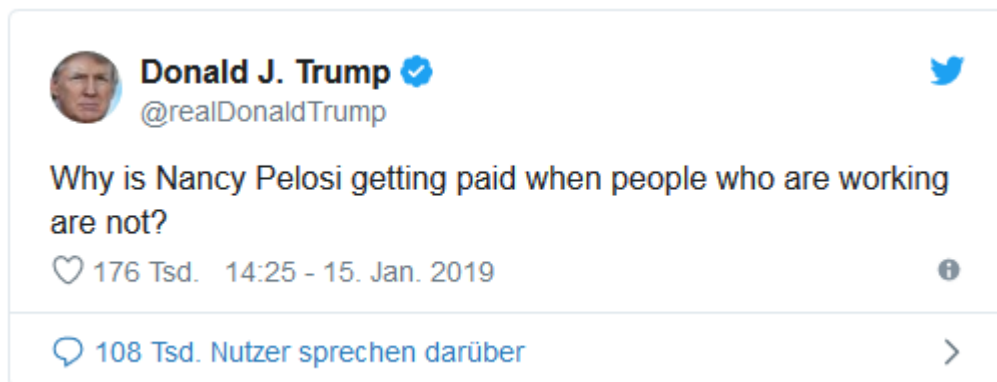 Donald J. Trump
@realDonaldTrump
Why is Nancy Pelosi getting paid when people who are working
are not?
176 Tsd. 14:25 - 15. Jan. 2019
108 Tsd. Nutzer sprechen darüber